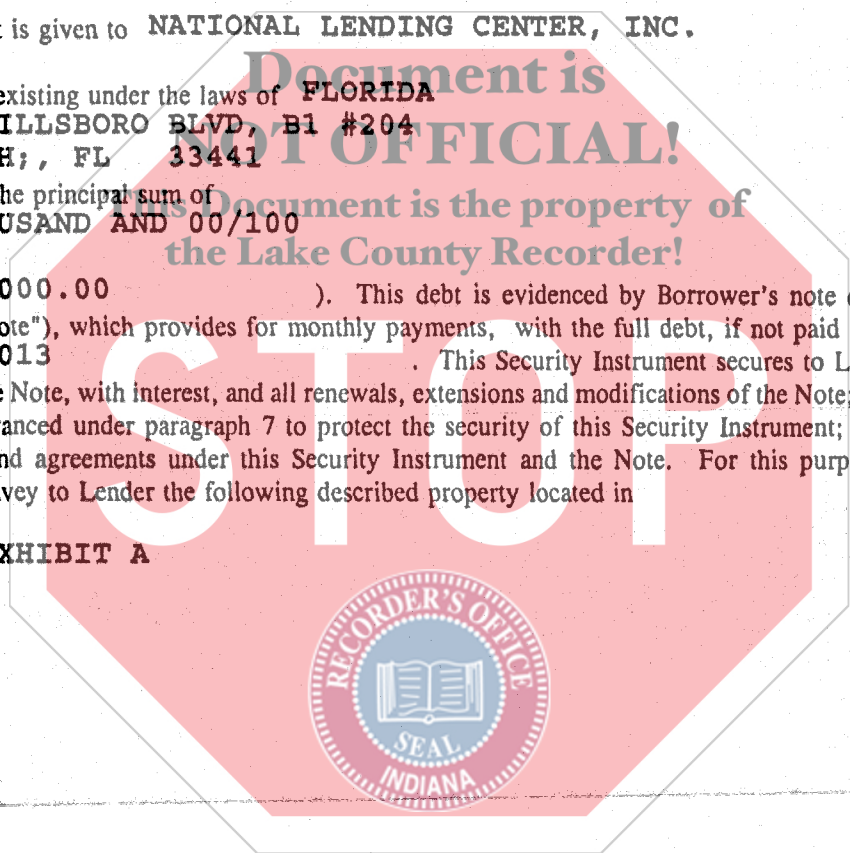 t is given to NATIONAL LENDING CENTER, INC.
Document is
existing under the laws of FLORIDA
ILLSBORO BLVD, B1 #204
NOT OFFICIAL!
H;, FL 33441
he principal sum of
This Document is the property of
USAND AND 00/100
the Lake County Recorder!
000.00 ). This debt is evidenced by Borrower's note
ote"), which provides for monthly payments, with the full debt, if not paid
013 . This Security Instrument secures to L
e Note, with interest, and all renewals, extensions and modifications of the Note;
anced under paragraph 7 to protect the security of this Security Instrument;
nd agreements under this Security Instrument and the Note. For this purp
vey to Lender the following described property located in
STOP
XHIBIT A
RECORDER'S OFFICE
SEAL
INDIANA